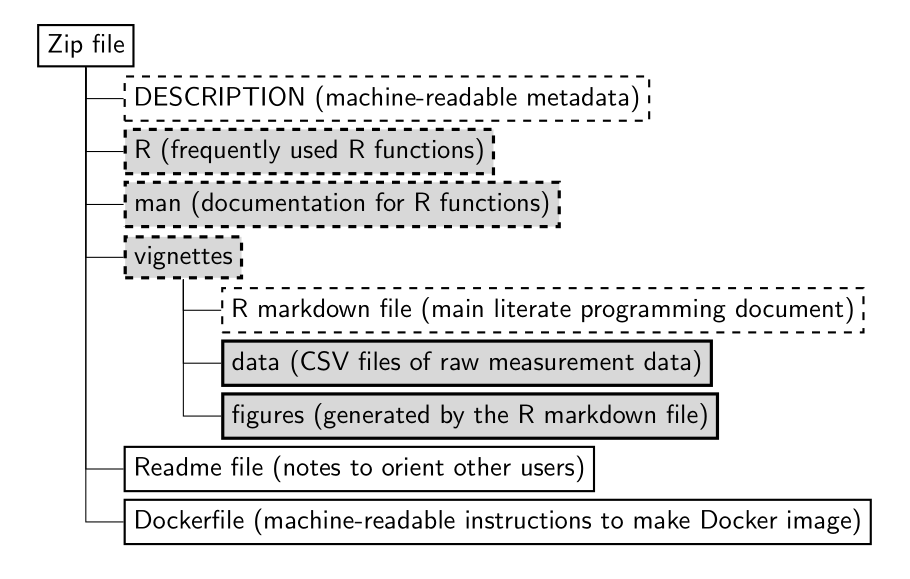 Zip file
DESCRIPTION (machine-readable metadata)
R (frequently used R functions)
man (documentation for R functions)
vignettes
R markdown file (main literate programming document)
data (CSV files of raw measurement data)
figures (generated by the R markdown file)
Readme file (notes to orient other users)
Dockerfile (machine-readable instructions to make Docker image)